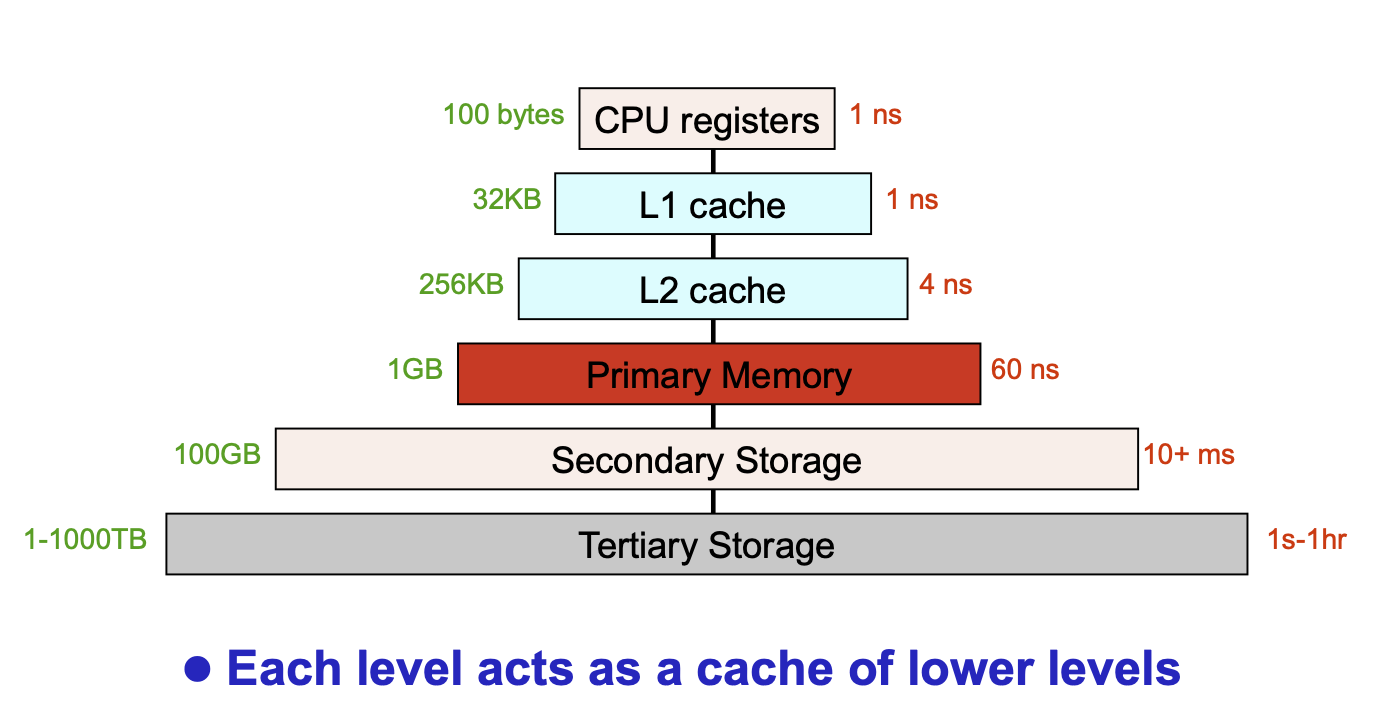 100 bytes CPU registers 1 ns
32KB L1 cache 1 ns
256KB L2 cache 4 ns
1GB Primary Memory 60 ns
100GB Secondary Storage 10+ ms
1-1000TB Tertiary Storage 1s-1hr
● Each level acts as a cache of lower levels